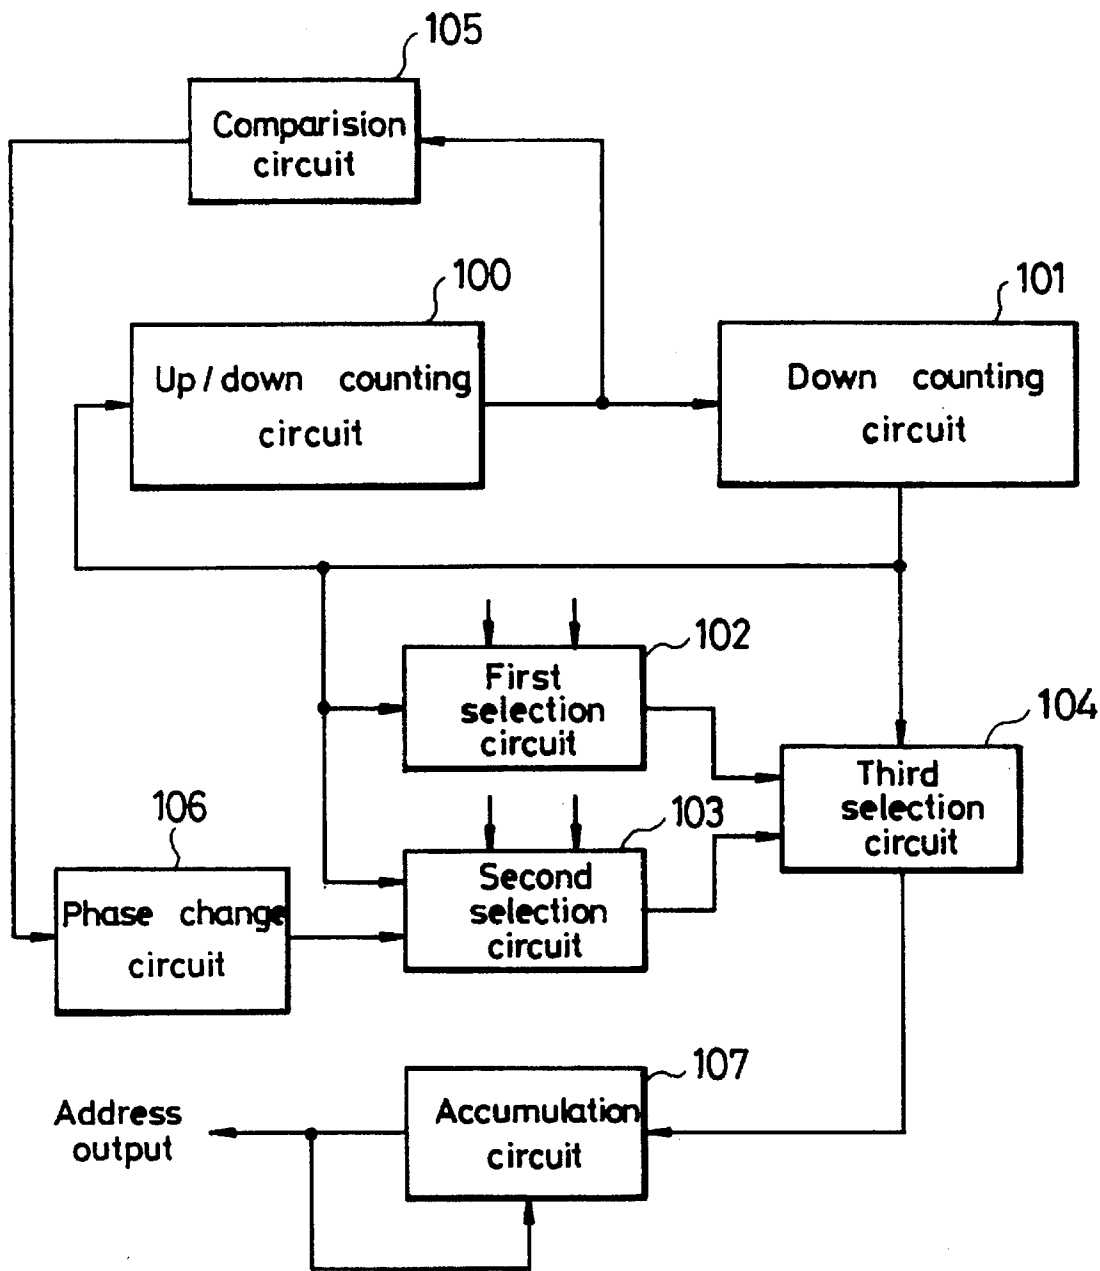 105
Comparision
circuit
100
101
Up/down counting
circuit
Down counting
circuit
102
First
selection
circuit
104
Third
selection
circuit
106
103
Phase change
circuit
Second
selection
circuit
107
Address
output
Accumulation
circuit